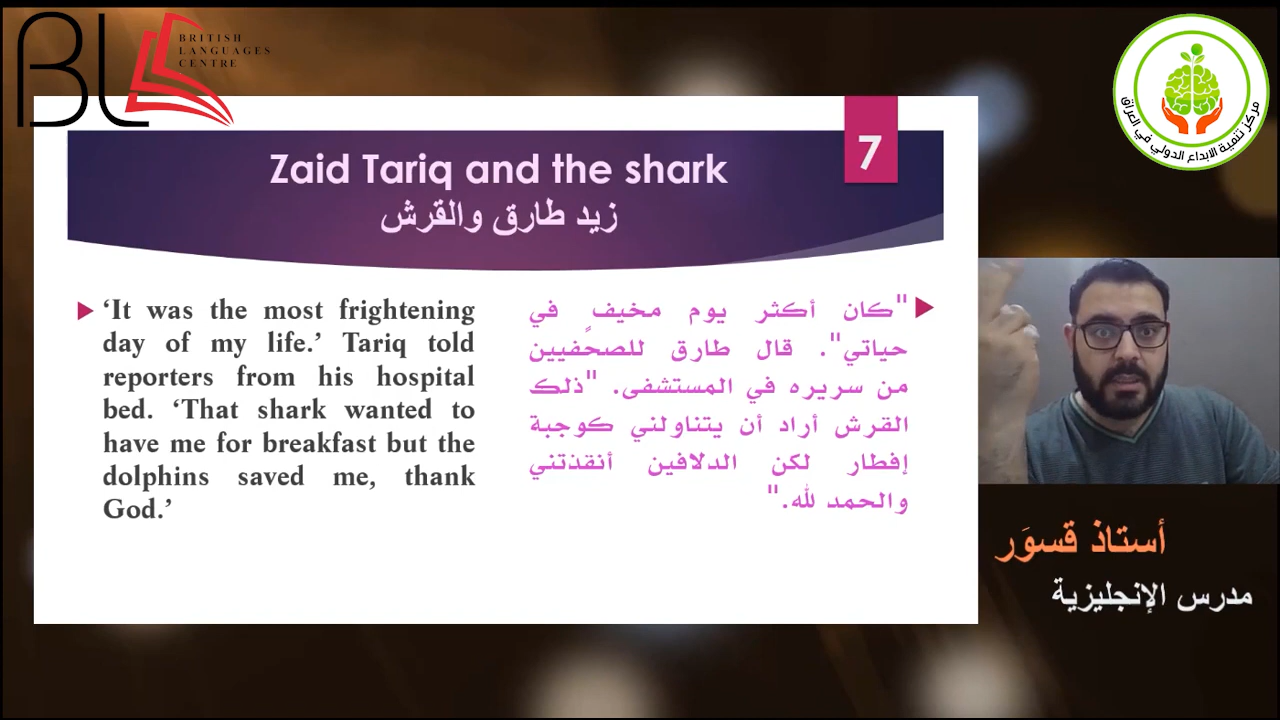 BL
BRITISH
LANGUAGES
CENTRE
مركز تنمية الابداع الدولي في العراق
7
Zaid Tariq and the shark
زيد طارق والقرش
‘It was the most frightening
day of my life.’ Tariq told
reporters from his hospital
bed. ‘That shark wanted to
have me for breakfast but the
dolphins saved me, thank
God.’
"كان أكثر يوم مخيفٍ في
حياتي". قال طارق للصحفيين
من سريره في المستشفى. "ذلك
القرش أراد أن يتناولني كوجبة
إفطار لكن الدلافين أنقذتني
والحمد لله."
أستاذ قسوَر
مدرس الإنجليزية